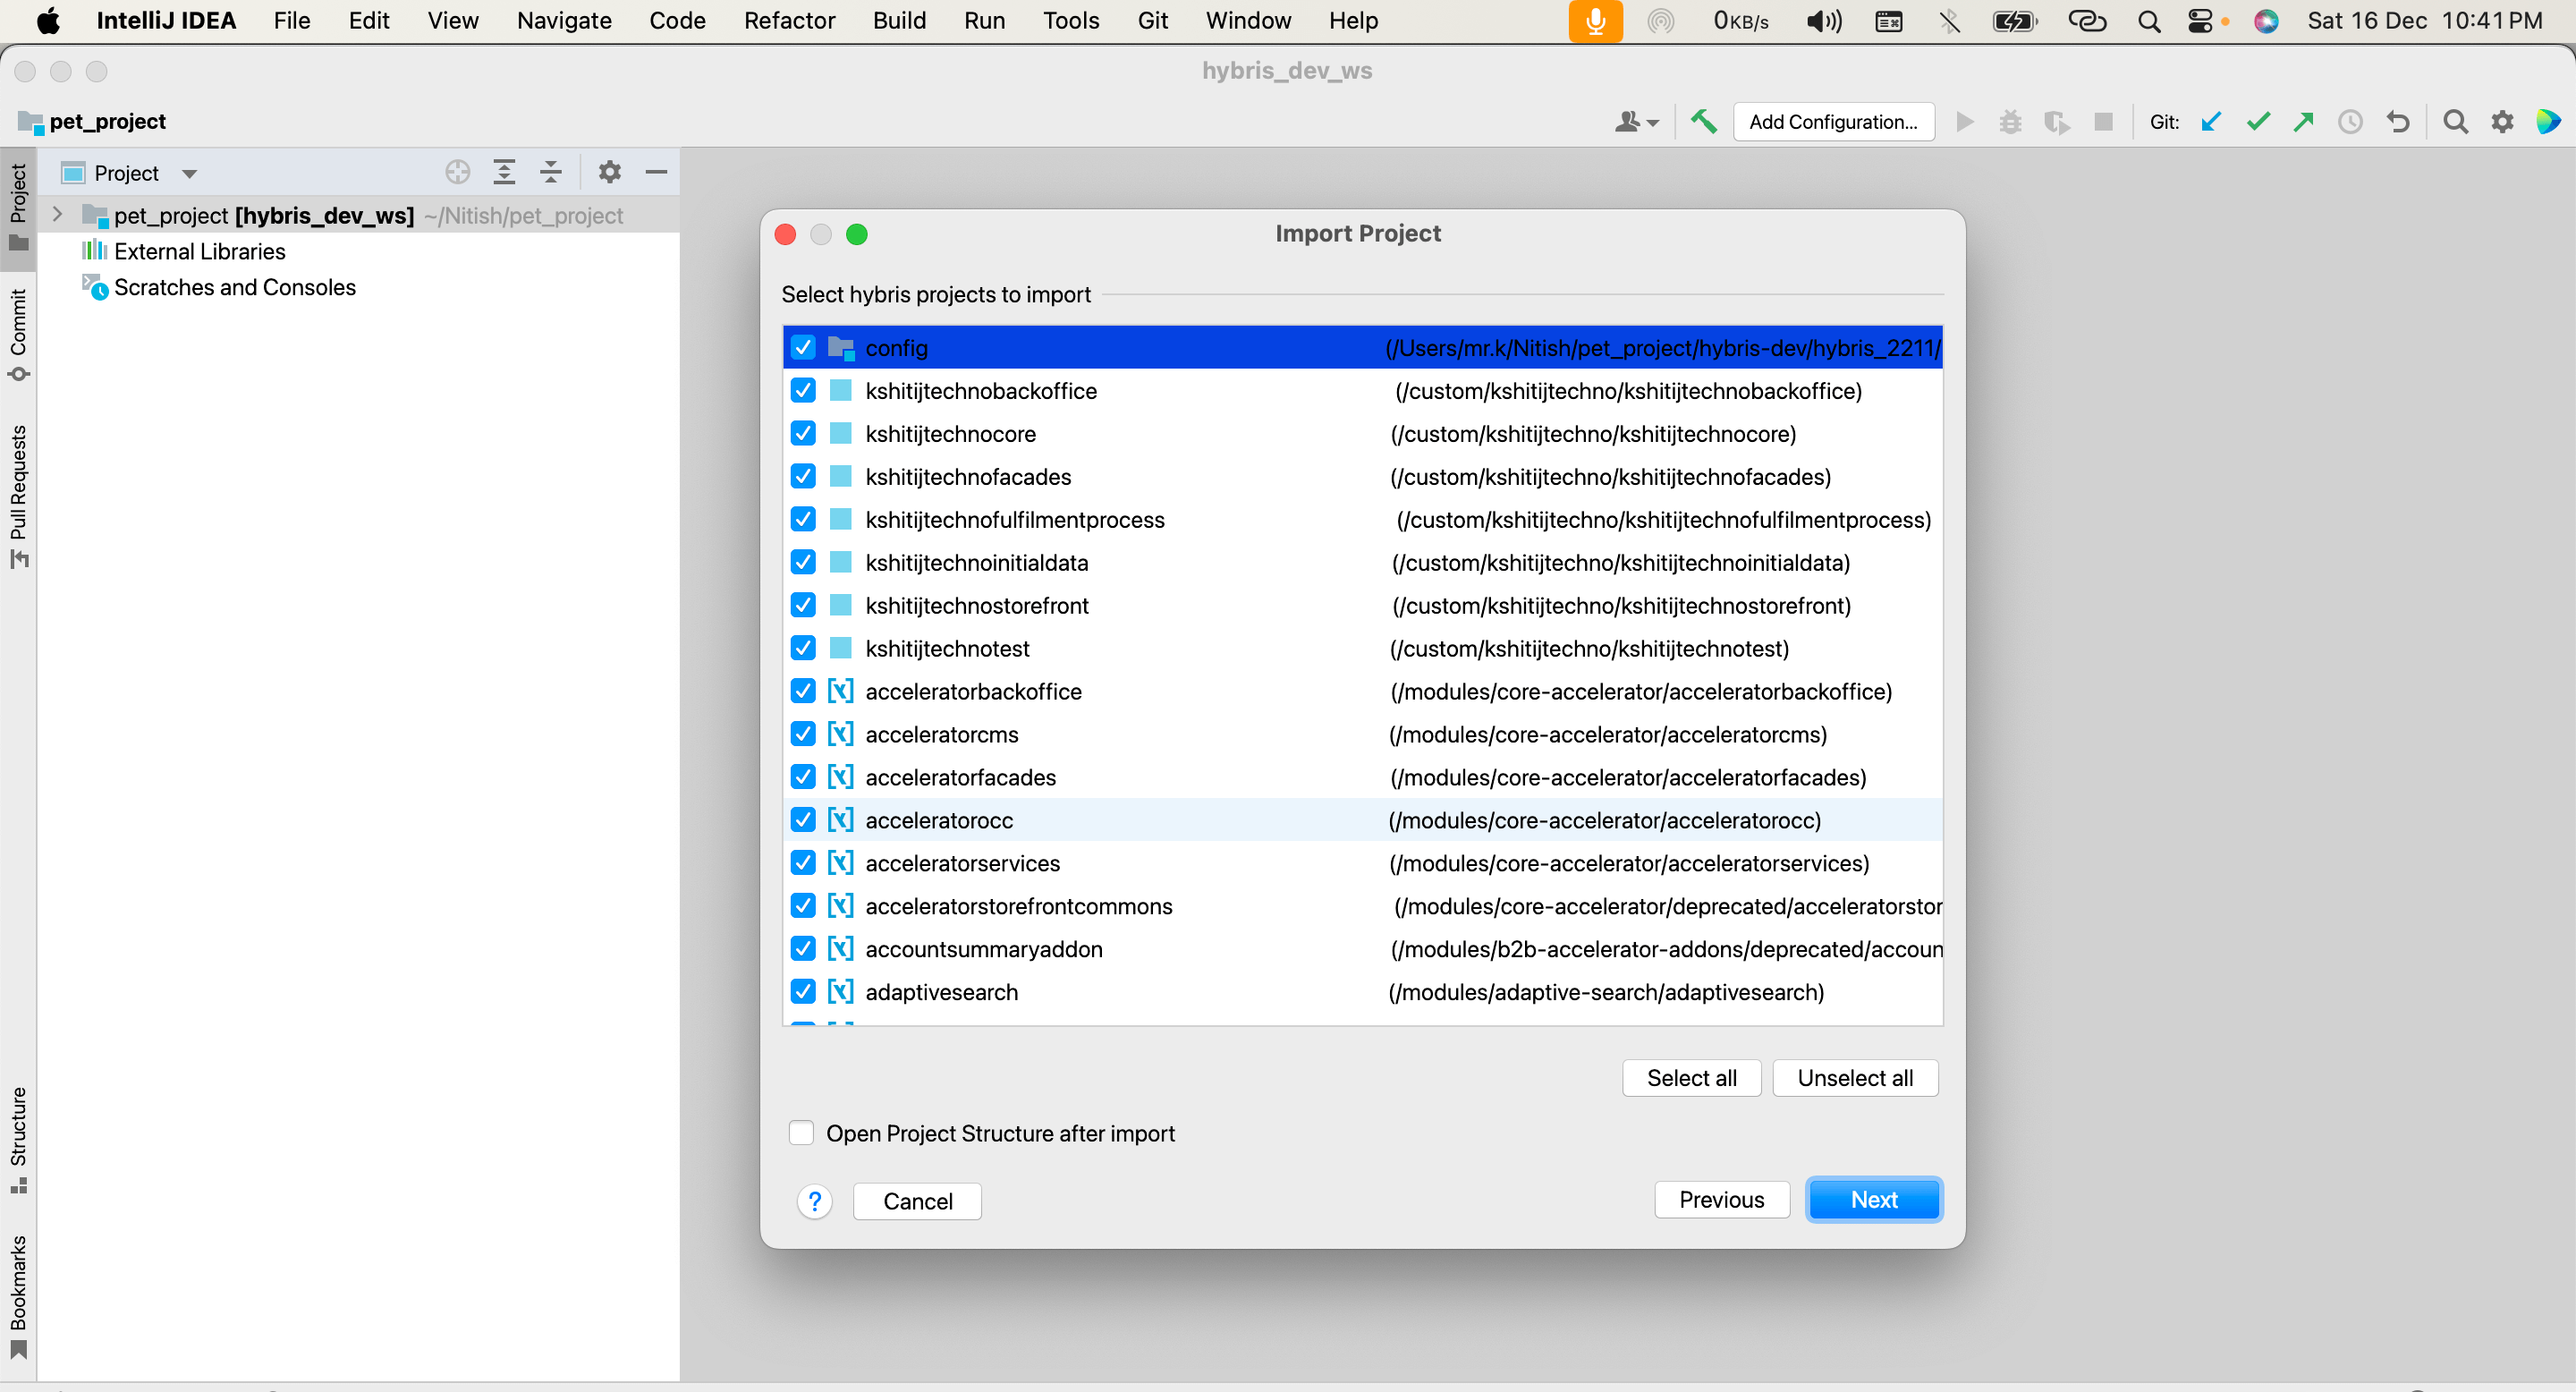 IntelliJ IDEA File Edit View Navigate Code Refactor Build Run Tools Git Window Help 0KB/s Sat 16 Dec 10:41 PM
hybris_dev_ws
pet_project Add Configuration... Git:
Project
pet_project [hybris_dev_ws] ~/Nitish/pet_project
External Libraries
Scratches and Consoles
Project
Commit
Pull Requests
Structure
Bookmarks
Import Project
Select hybris projects to import
config (/Users/mr.k/Nitish/pet_project/hybris-dev/hybris_2211/
kshitijtechnobackoffice (/custom/kshitijtechno/kshitijtechnobackoffice)
kshitijtechnocore (/custom/kshitijtechno/kshitijtechnocore)
kshitijtechnofacades (/custom/kshitijtechno/kshitijtechnofacades)
kshitijtechnofulfilmentprocess (/custom/kshitijtechno/kshitijtechnofulfilmentprocess)
kshitijtechnoinitialdata (/custom/kshitijtechno/kshitijtechnoinitialdata)
kshitijtechnostorefront (/custom/kshitijtechno/kshitijtechnostorefront)
kshitijtechnotest (/custom/kshitijtechno/kshitijtechnotest)
acceleratorbackoffice (/modules/core-accelerator/acceleratorbackoffice)
acceleratorcms (/modules/core-accelerator/acceleratorcms)
acceleratorfacades (/modules/core-accelerator/acceleratorfacades)
acceleratorocc (/modules/core-accelerator/acceleratorocc)
acceleratorservices (/modules/core-accelerator/acceleratorservices)
acceleratorstorefrontcommons (/modules/core-accelerator/deprecated/acceleratorstor
accountsummaryaddon (/modules/b2b-accelerator-addons/deprecated/accoun
adaptivesearch (/modules/adaptive-search/adaptivesearch)
Select all Unselect all
Open Project Structure after import
? Cancel Previous Next